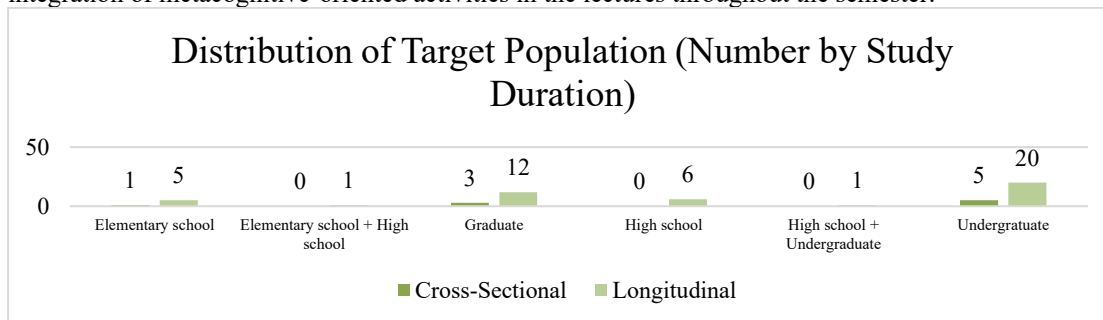 integration of metacognitive-oriented activities in the lectures throughout the semester.
Distribution of Target Population (Number by Study
Duration)
50
0
1 5 0 1 3 12 0 6 0 1 5 20
Elementary school Elementary school + High Graduate High school High school + Undergratuate
school Undergraduate
Cross-Sectional Longitudinal